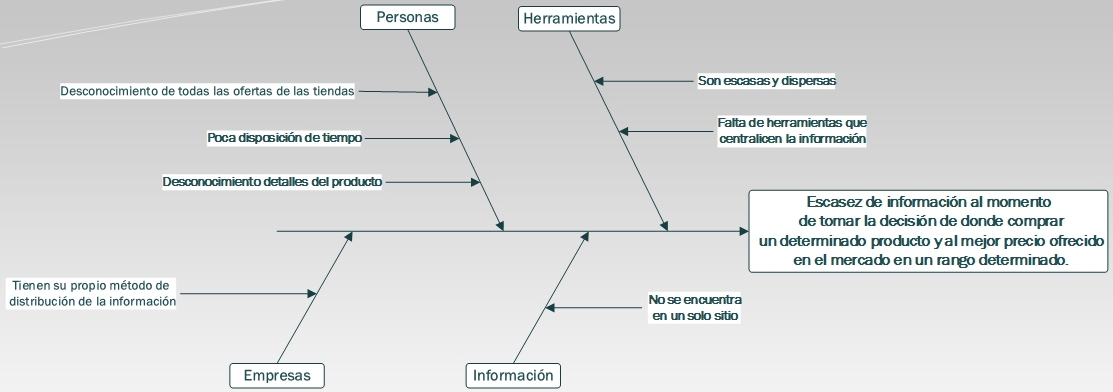 Personas
Herramientas
Desconocimiento de todas las ofertas de las tiendas
Poca disposición de tiempo
Desconocimiento detalles del producto
Son escasas y dispersas
Falta de herramientas que
centralicen la información
Escasez de información al momento
de tomar la decisión de donde comprar
un determinado producto y al mejor precio ofrecido
en el mercado en un rango determinado.
Tienen su propio método de
distribución de la información
No se encuentra
en un solo sitio
Empresas
Información